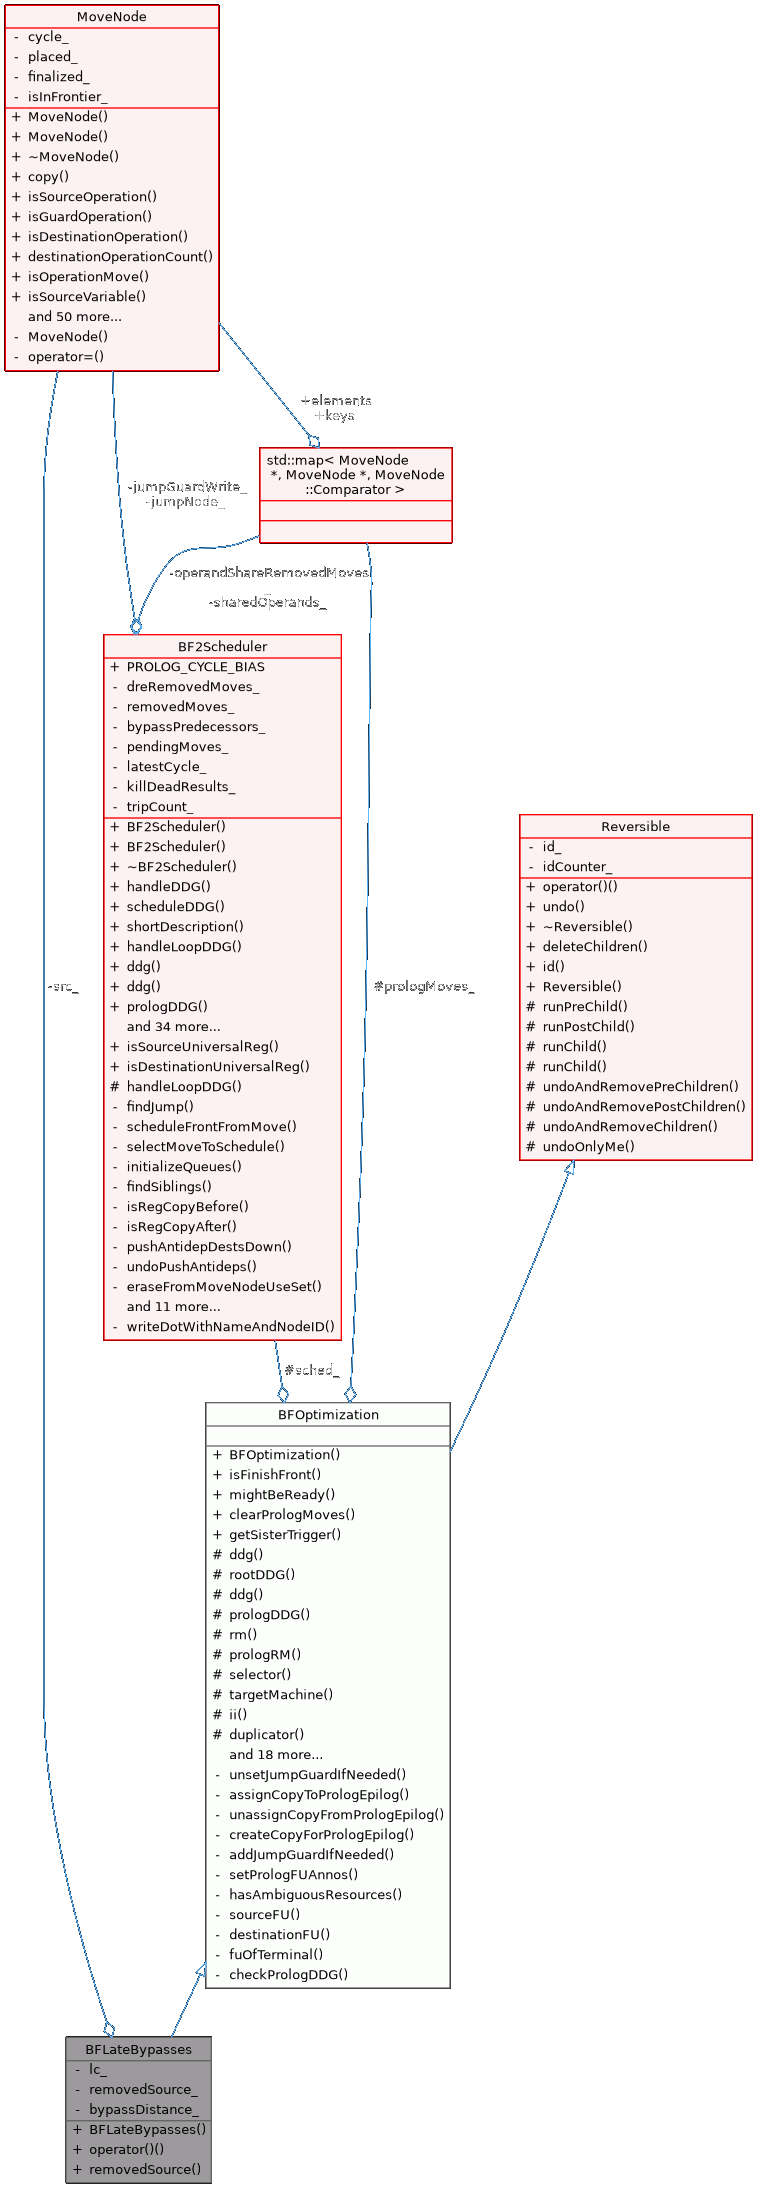 MoveNode
- cycle_
- placed_
- finalized_
- isInFrontier_
+ MoveNode()
+ MoveNode()
+ ~MoveNode()
+ copy()
+ isSourceOperation()
+ isGuardOperation()
+ isDestinationOperation()
+ destinationOperationCount()
+ isOperationMove()
+ isSourceVariable()
and 50 more...
- MoveNode()
- operator=()
+elements
+keys
std::map< MoveNode
*, MoveNode *, MoveNode
::Comparator >
-jumpGuardWrite_
-jumpNode_
-operandShareRemovedMoves
_
-sharedOperands_
BF2Scheduler
+ PROLOG_CYCLE_BIAS
- dreRemovedMoves_
- removedMoves_
- bypassPredecessors_
- pendingMoves_
- latestCycle_
- killDeadResults_
- tripCount_
+ BF2Scheduler()
+ BF2Scheduler()
+ ~BF2Scheduler()
+ handleDDG()
+ scheduleDDG()
+ shortDescription()
+ handleLoopDDG()
+ ddg()
+ ddg()
+ prologDDG()
and 34 more...
+ isSourceUniversalReg()
+ isDestinationUniversalReg()
# handleLoopDDG()
- findJump()
- scheduleFrontFromMove()
- selectMoveToSchedule()
- initializeQueues()
- findSiblings()
- isRegCopyBefore()
- isRegCopyAfter()
- pushAntidepDestsDown()
- undoPushAntideps()
- eraseFromMoveNodeUseSet()
and 11 more...
- writeDotWithNameAndNodeID()
-src_
#prologMoves_
Reversible
- id_
- idCounter_
+ operator()()
+ undo()
+ ~Reversible()
+ deleteChildren()
+ id()
+ Reversible()
# runPreChild()
# runPostChild()
# runChild()
# runChild()
# undoAndRemovePreChildren()
# undoAndRemovePostChildren()
# undoAndRemoveChildren()
# undoOnlyMe()
#sched_
BFOptimization
+ BFOptimization()
+ isFinishFront()
+ mightBeReady()
+ clearPrologMoves()
+ getSisterTrigger()
# ddg()
# rootDDG()
# ddg()
# prologDDG()
# rm()
# prologRM()
# selector()
# targetMachine()
# ii()
# duplicator()
and 18 more...
- unsetJumpGuardIfNeeded()
- assignCopyToPrologEpilog()
- unassignCopyFromPrologEpilog()
- createCopyForPrologEpilog()
- addJumpGuardIfNeeded()
- setPrologFUAnnos()
- hasAmbiguousResources()
- sourceFU()
- destinationFU()
- fuOfTerminal()
- checkPrologDDG()
BFLateBypasses
- lc_
- removedSource_
- bypassDistance_
+ BFLateBypasses()
+ operator()()
+ removedSource()